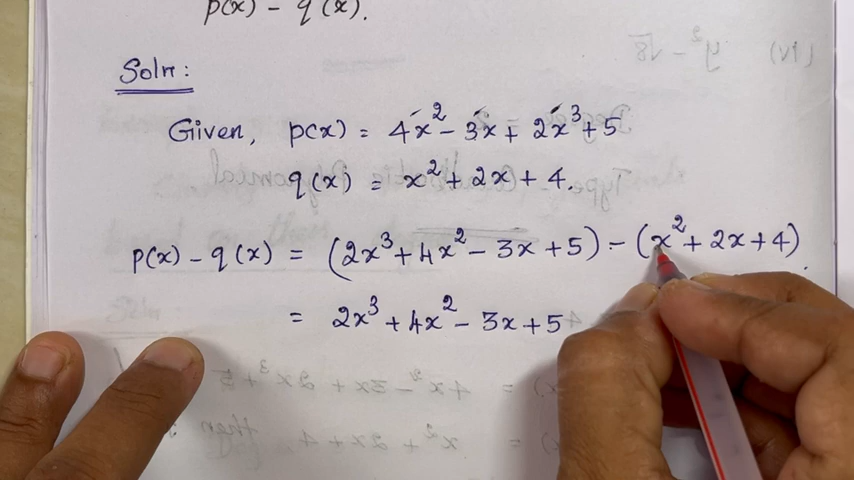 p(x) - q(x).
Soln:
Given, p(x) = 4x² - 3x + 2x³ + 5
q(x) = x² + 2x + 4.
p(x) - q(x) = (2x³ + 4x² - 3x + 5) - (x² + 2x + 4).
= 2x³ + 4x² - 3x + 5